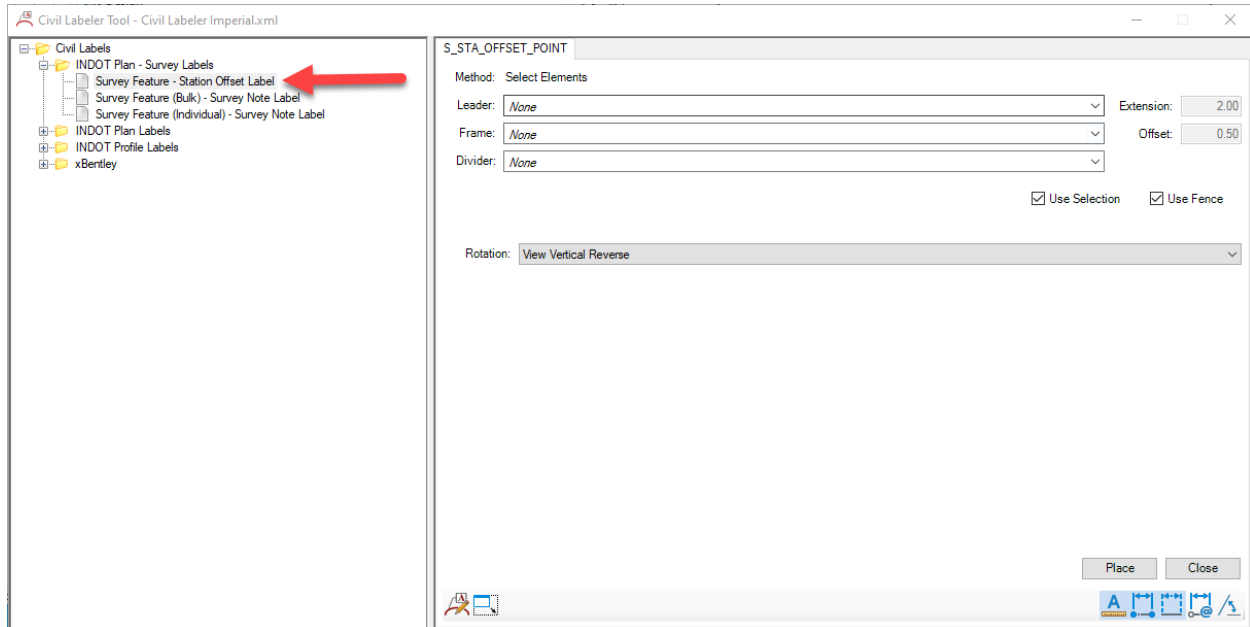 Civil Labeler Tool - Civil Labeler Imperial.xml
Civil Labels
INDOT Plan - Survey Labels
Survey Feature - Station Offset Label
Survey Feature (Bulk) - Survey Note Label
Survey Feature (Individual) - Survey Note Label
INDOT Plan Labels
INDOT Profile Labels
xBentley
S_STA_OFFSET_POINT
Method: Select Elements
Leader: None Extension: 2.00
Frame: None Offset: 0.50
Divider: None
Use Selection Use Fence
Rotation: View Vertical Reverse
Place Close